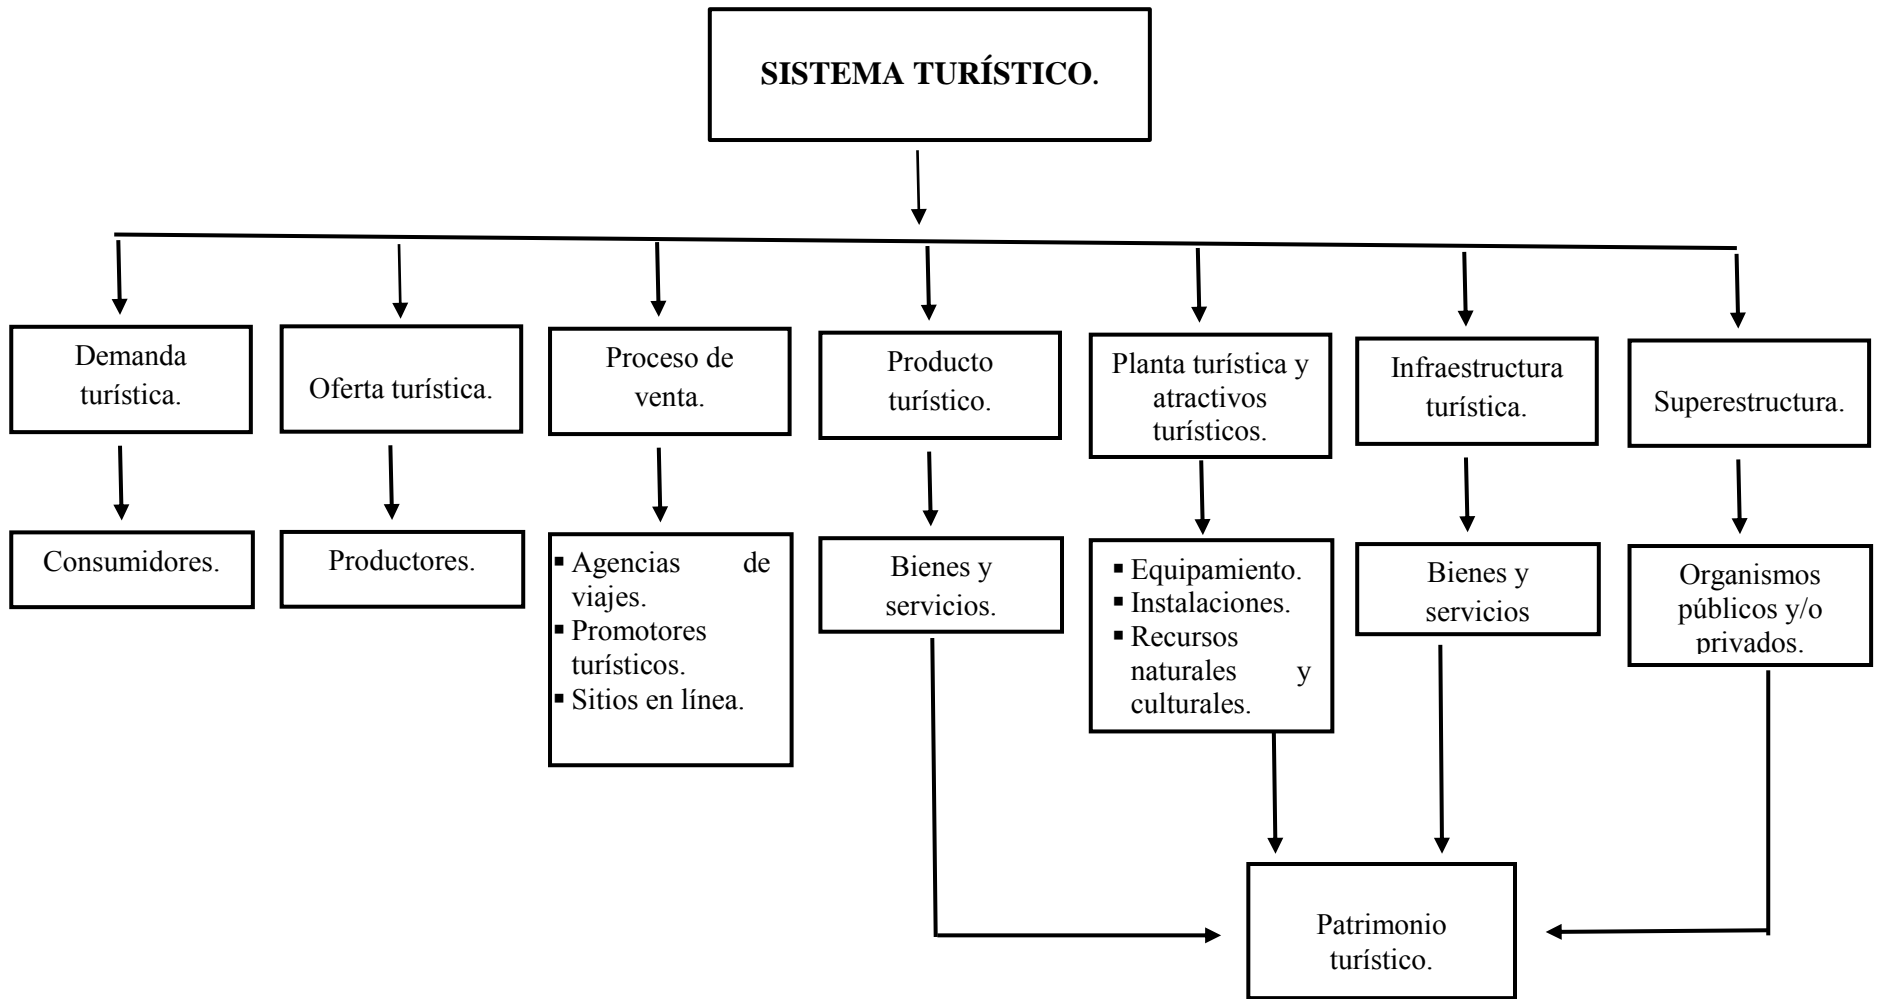 SISTEMA TURÍSTICO.
Demanda
turística.
Oferta turística.
Proceso de
venta.
Producto
turístico.
Planta turística y
atractivos
turísticos.
Infraestructura
turística.
Superestructura.
Consumidores.
Productores.
▪ Agencias de
viajes.
▪ Promotores
turísticos.
▪ Sitios en línea.
Bienes y
servicios.
▪ Equipamiento.
▪ Instalaciones.
▪ Recursos
naturales y
culturales.
Bienes y
servicios
Organismos
públicos y/o
privados.
Patrimonio
turístico.